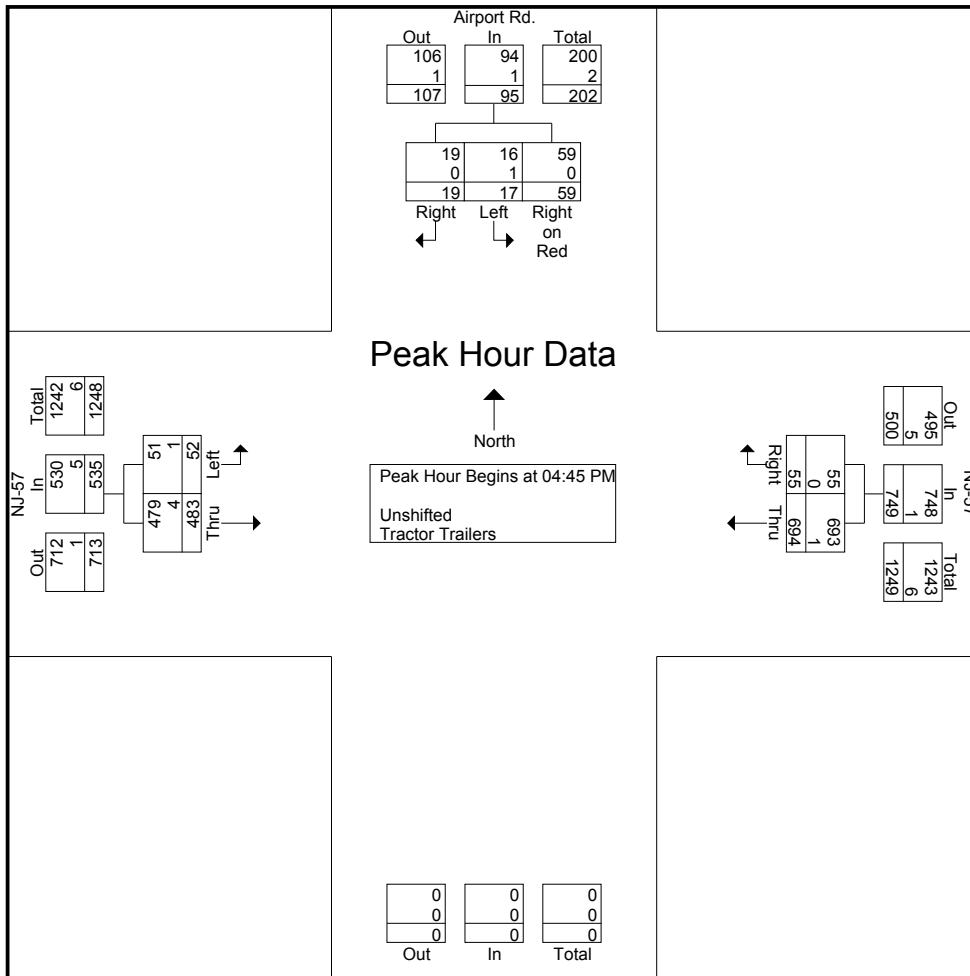 Airport Rd.
Out In Total
106 94 200
1 1 2
107 95 202
19 16 59
0 1 0
19 17 59
Right Left Right on Red
Peak Hour Data
North
Peak Hour Begins at 04:45 PM
Unshifted
Tractor Trailers
NJ-57
Out In Total
712 530 1242
1 5 6
713 535 1248
Left Thru
51 479
1 4
52 483
NJ-57
Out In Total
495 748 1243
5 1 6
500 749 1249
Right Thru
55 693
0 1
55 694
0 0 0
0 0 0
0 0 0
Out In Total